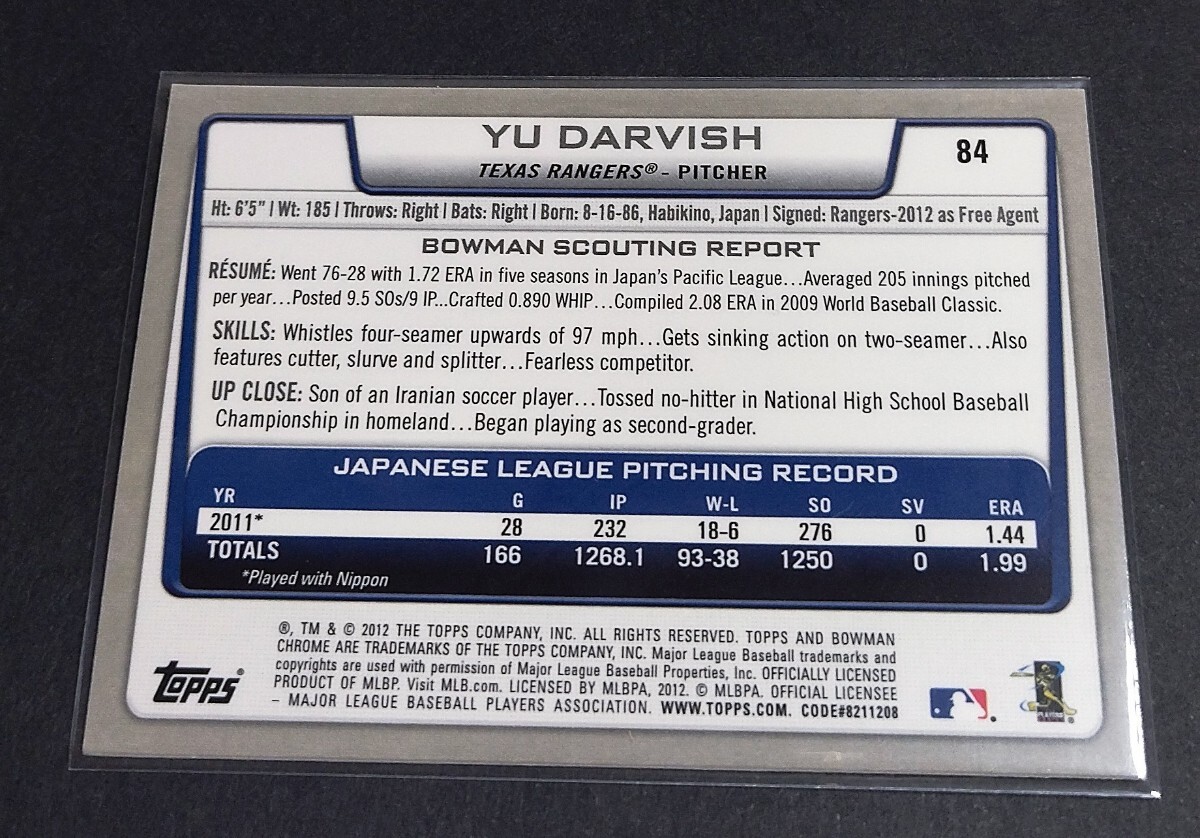 YU DARVISH
84
TEXAS RANGERS® - PITCHER
Ht: 6'5" | Wt: 185 | Throws: Right | Bats: Right | Born: 8-16-86, Habikino, Japan | Signed: Rangers-2012 as Free Agent
BOWMAN SCOUTING REPORT
RÉSUMÉ: Went 76-28 with 1.72 ERA in five seasons in Japan's Pacific League...Averaged 205 innings pitched
per year...Posted 9.5 SOs/9 IP...Crafted 0.890 WHIP...Compiled 2.08 ERA in 2009 World Baseball Classic.
SKILLS: Whistles four-seamer upwards of 97 mph...Gets sinking action on two-seamer...Also
features cutter, slurve and splitter...Fearless competitor.
UP CLOSE: Son of an Iranian soccer player...Tossed no-hitter in National High School Baseball
Championship in homeland...Began playing as second-grader.
JAPANESE LEAGUE PITCHING RECORD
YR G IP W-L SO SV ERA
2011* 28 232 18-6 276 0 1.44
TOTALS 166 1268.1 93-38 1250 0 1.99
*Played with Nippon
®, TM & © 2012 THE TOPPS COMPANY, INC. ALL RIGHTS RESERVED. TOPPS AND BOWMAN
CHROME ARE TRADEMARKS OF THE TOPPS COMPANY, INC. Major League Baseball trademarks and
copyrights are used with permission of Major League Baseball Properties, Inc. OFFICIALLY LICENSED
PRODUCT OF MLBP. Visit MLB.com. LICENSED BY MLBPA, 2012. © MLBPA. OFFICIAL LICENSEE
– MAJOR LEAGUE BASEBALL PLAYERS ASSOCIATION. WWW.TOPPS.COM. CODE#8211208
topps®
PLAYERS